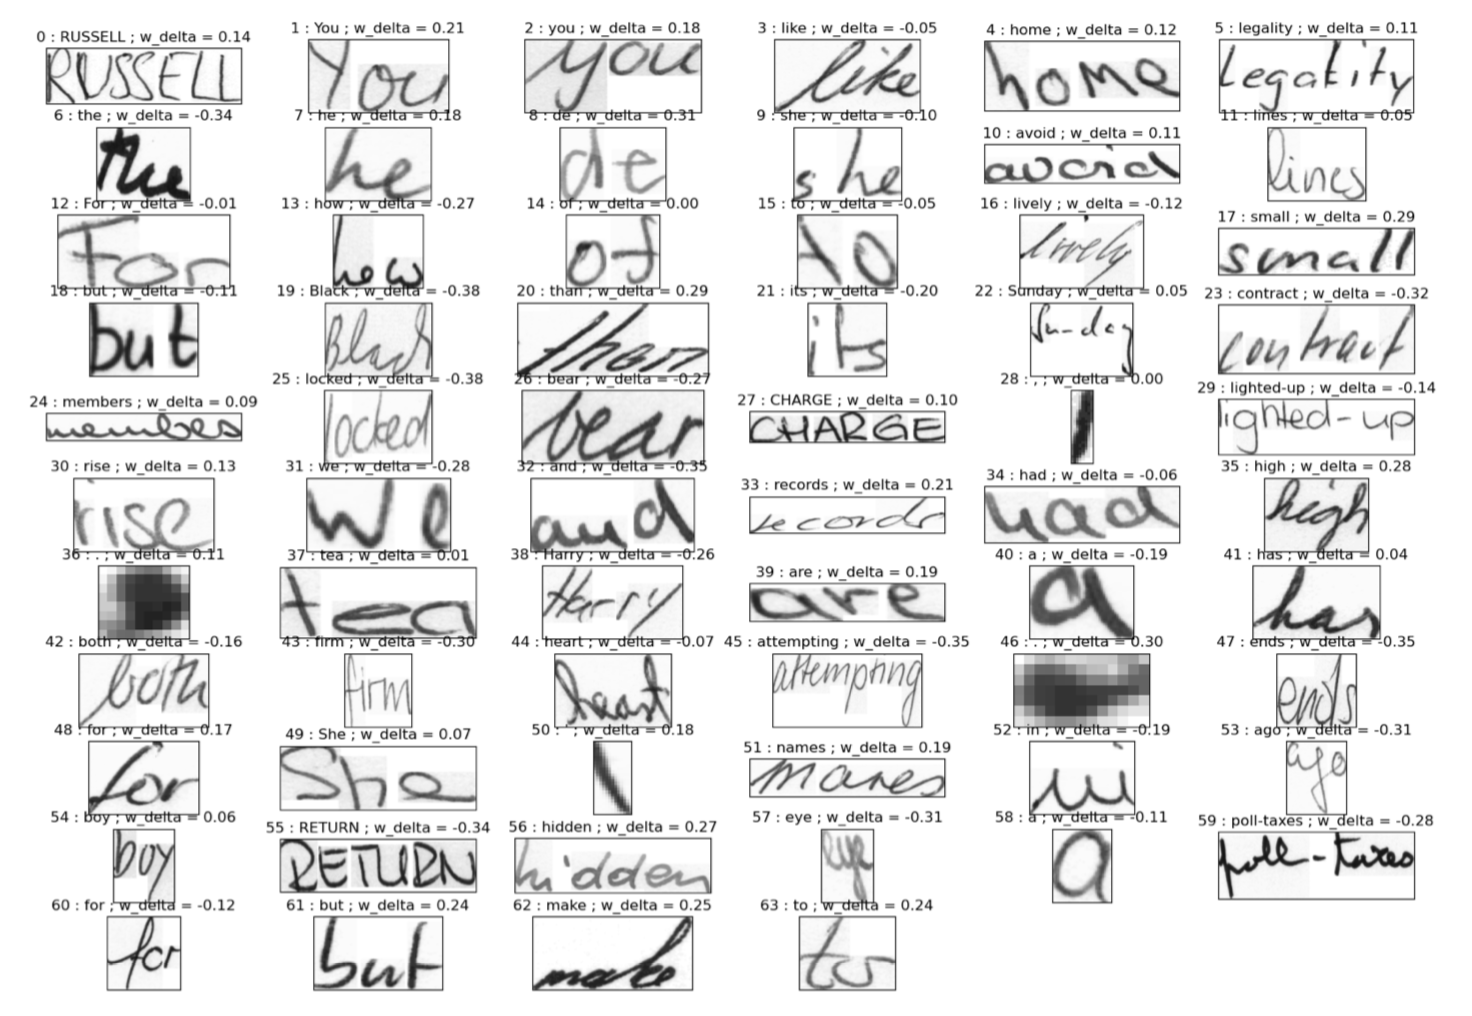 0 : RUSSELL ; w_delta = 0.14
RUSSELL
1 : You ; w_delta = 0.21
You
2 : you ; w_delta = 0.18
you
3 : like ; w_delta = -0.05
like
4 : home ; w_delta = 0.12
home
5 : legality ; w_delta = 0.11
Legality
6 : the ; w_delta = -0.34
the
7 : he ; w_delta = 0.18
he
8 : de ; w_delta = 0.31
de
9 : she ; w_delta = -0.10
she
10 : avoid ; w_delta = 0.11
avoid
11 : lines ; w_delta = 0.05
lines
12 : For ; w_delta = -0.01
For
13 : how ; w_delta = -0.27
how
14 : of ; w_delta = 0.00
of
15 : to ; w_delta = -0.05
to
16 : lively ; w_delta = -0.12
lively
17 : small ; w_delta = 0.29
small
18 : but ; w_delta = -0.11
but
19 : Black ; w_delta = -0.38
Black
20 : than ; w_delta = 0.29
than
21 : its ; w_delta = -0.20
its
22 : Sunday ; w_delta = 0.05
Sunday
23 : contract ; w_delta = -0.32
contract
24 : members ; w_delta = 0.09
members
25 : locked ; w_delta = -0.38
locked
26 : bear ; w_delta = -0.27
bear
27 : CHARGE ; w_delta = 0.10
CHARGE
28 : , ; w_delta = 0.00
,
29 : lighted-up ; w_delta = -0.14
lighted-up
30 : rise ; w_delta = 0.13
rise
31 : we ; w_delta = -0.28
we
32 : and ; w_delta = -0.35
and
33 : records ; w_delta = 0.21
records
34 : had ; w_delta = -0.06
had
35 : high ; w_delta = 0.28
high
36 : . ; w_delta = 0.11
.
37 : tea ; w_delta = 0.01
tea
38 : Harry ; w_delta = -0.26
Harry
39 : are ; w_delta = 0.19
are
40 : a ; w_delta = -0.19
a
41 : has ; w_delta = 0.04
has
42 : both ; w_delta = -0.16
both
43 : firm ; w_delta = -0.30
firm
44 : heart ; w_delta = -0.07
heart
45 : attempting ; w_delta = -0.35
attempting
46 : . ; w_delta = 0.30
.
47 : ends ; w_delta = -0.35
ends
48 : for ; w_delta = 0.17
for
49 : She ; w_delta = 0.07
She
50 : ' ; w_delta = 0.18
51 : names ; w_delta = 0.19
names
52 : in ; w_delta = -0.19
in
53 : ago ; w_delta = -0.31
ago
54 : boy ; w_delta = 0.06
boy
55 : RETURN ; w_delta = -0.34
RETURN
56 : hidden ; w_delta = 0.27
hidden
57 : eye ; w_delta = -0.31
eye
58 : a ; w_delta = -0.11
a
59 : poll-taxes ; w_delta = -0.28
poll-taxes
60 : for ; w_delta = -0.12
for
61 : but ; w_delta = 0.24
but
62 : make ; w_delta = 0.25
make
63 : to ; w_delta = 0.24
to